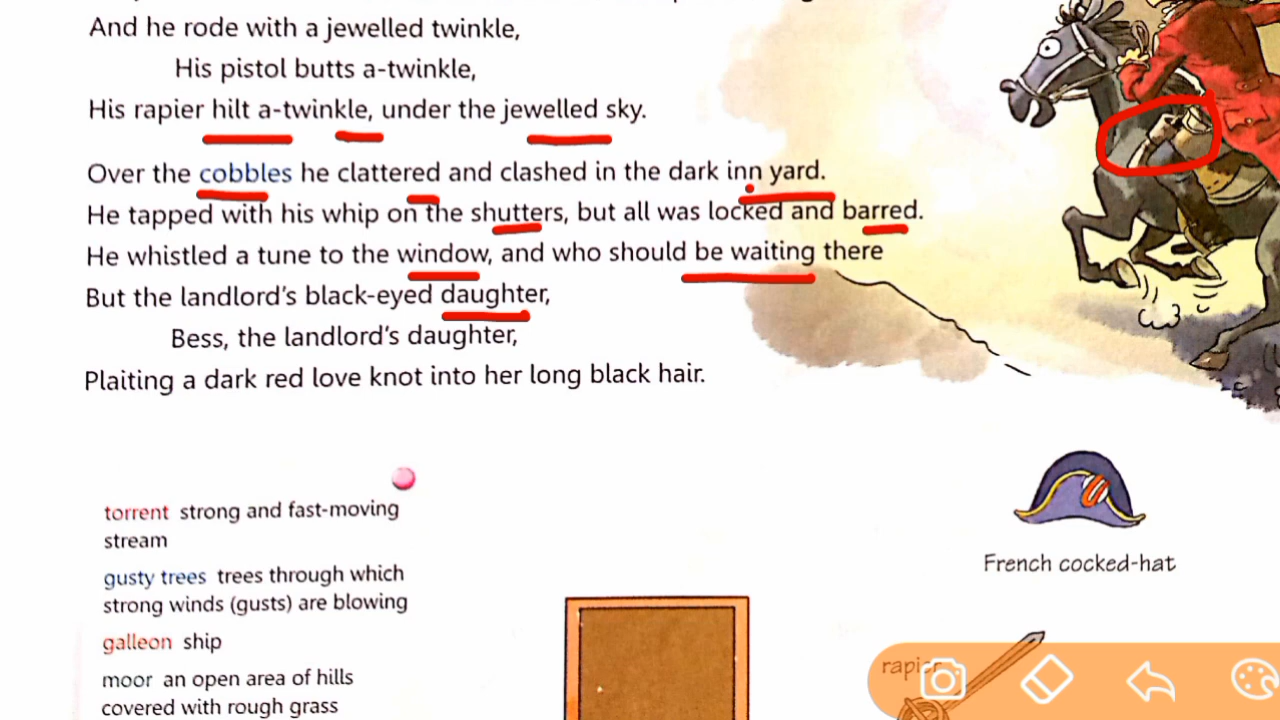 And he rode with a jewelled twinkle,
His pistol butts a-twinkle,
His rapier hilt a-twinkle, under the jewelled sky.
Over the cobbles he clattered and clashed in the dark inn yard.
He tapped with his whip on the shutters, but all was locked and barred.
He whistled a tune to the window, and who should be waiting there
But the landlord's black-eyed daughter,
Bess, the landlord's daughter,
Plaiting a dark red love knot into her long black hair.
torrent strong and fast-moving
stream
gusty trees trees through which
strong winds (gusts) are blowing
galleon ship
moor an open area of hills
covered with rough grass
French cocked-hat
rapier